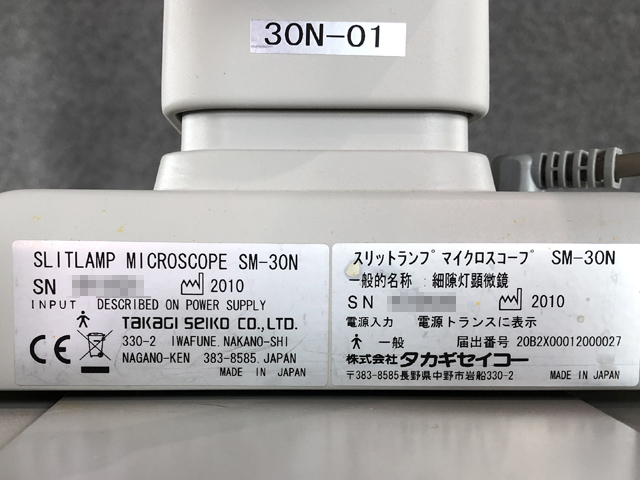 30N-01
SLITLAMP MICROSCOPE SM-30N
SN
2010
INPUT DESCRIBED ON POWER SUPPLY
TAKAGI SEIKO CO.,LTD.
330-2 IWAFUNE.NAKANO-SHI
NAGANO-KEN 383-8585.JAPAN
MADE IN JAPAN
CE
スリットランプ マイクロスコープ SM-30N
一般的名称：細隙灯顕微鏡
SN
2010
電源入力 電源トランスに表示
一般 届出番号 20B2X00012000027
株式会社タカギセイコー
〒383-8585長野県中野市岩船330-2 MADE IN JAPAN